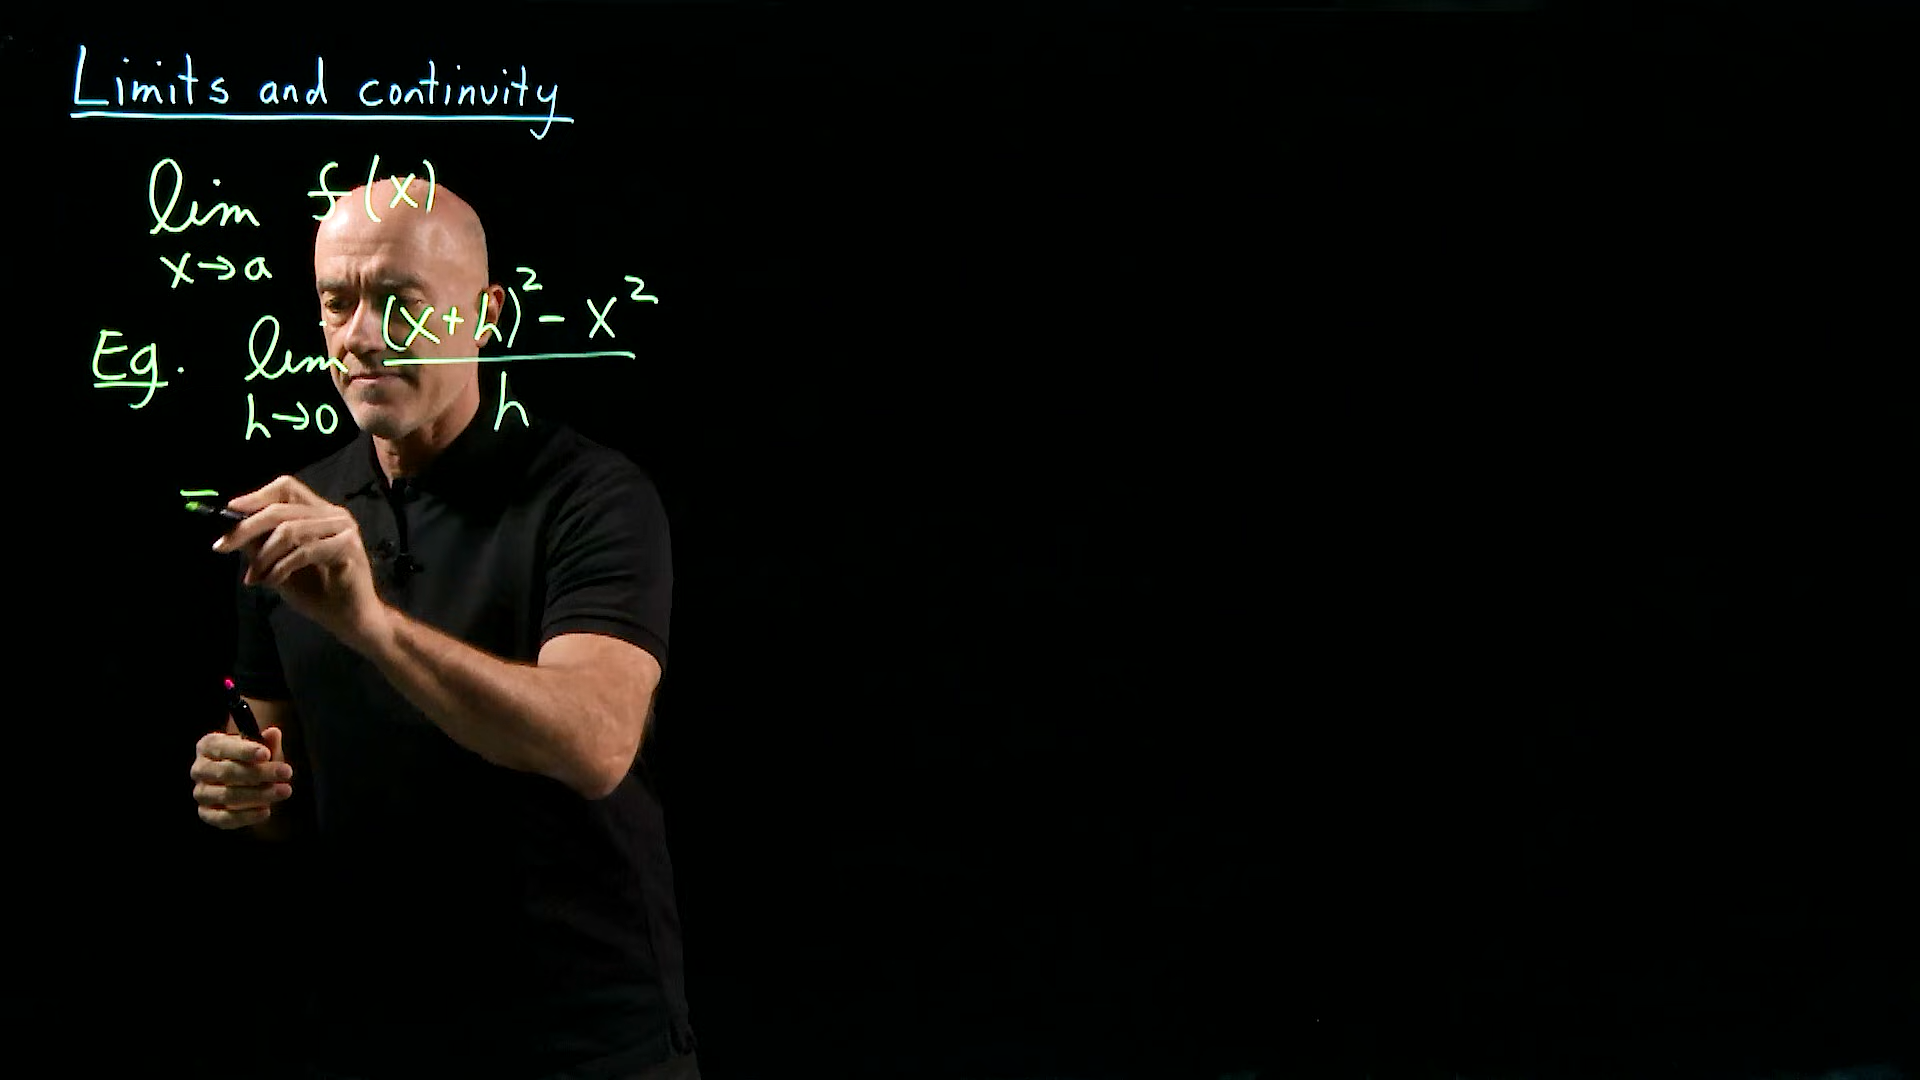 Limits and continuity
lim f(x)
x→a
Eg. lim (x+h)² - x²
h→0 h
=